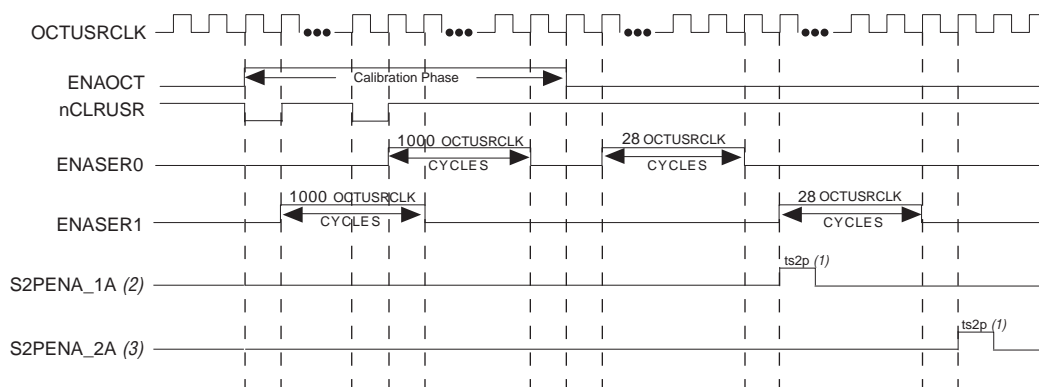 OCTUSRCLK
ENAOCT
Calibration Phase
nCLRUSR
1000 OCTUSRCLK
28 OCTUSRCLK
ENASER0
CYCLES
CYCLES
1000 OCTUSRCLK
28 OCTUSRCLK
ENASER1
CYCLES
CYCLES
ts2p (1)
S2PENA_1A (2)
ts2p (1)
S2PENA_2A (3)